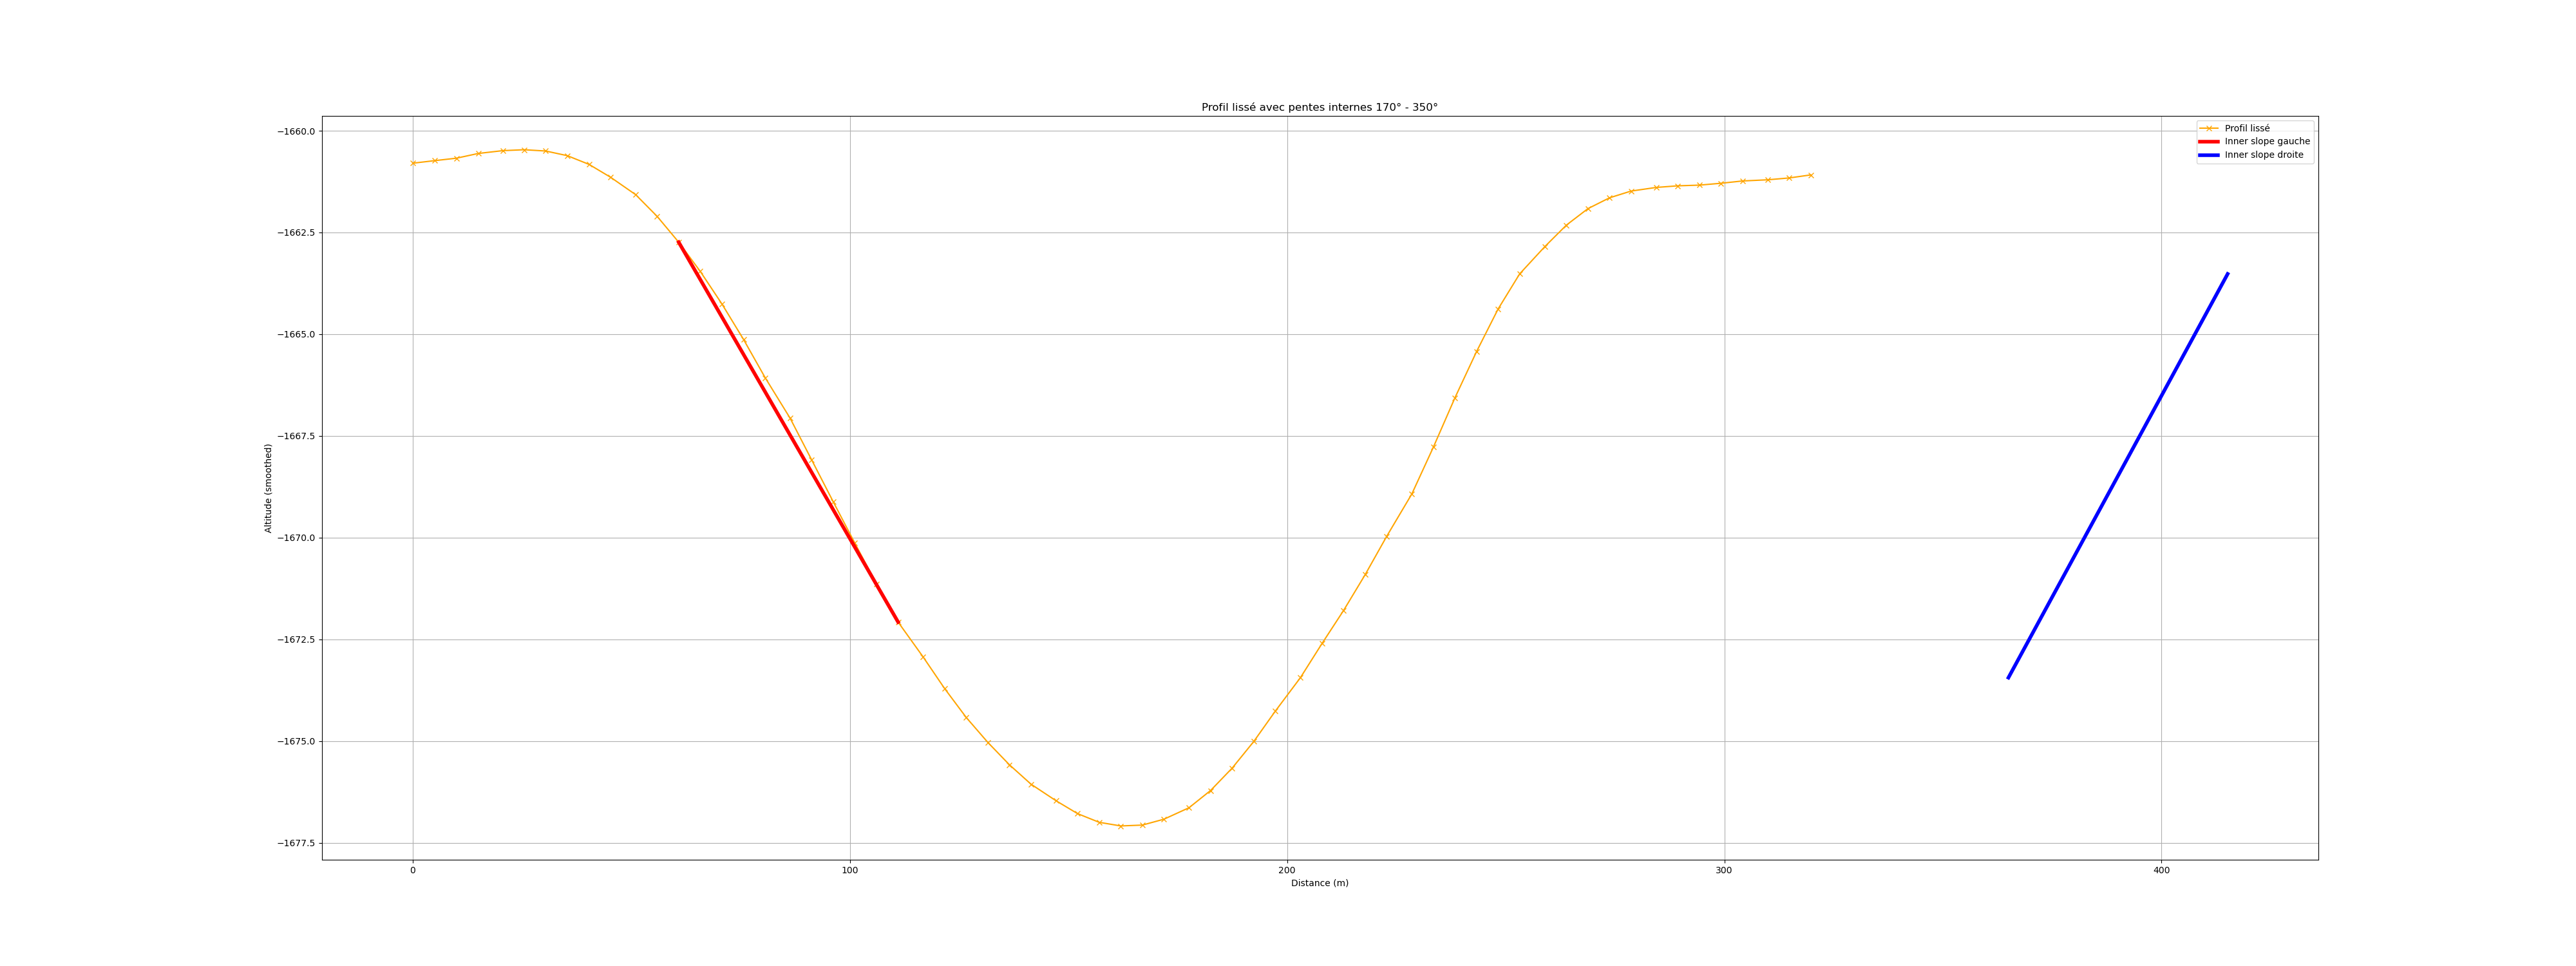 Profil lissé avec pentes internes 170° - 350°
Profil lissé
Inner slope gauche
Inner slope droite
−1660.0
−1662.5
−1665.0
−1667.5
−1670.0
−1672.5
−1675.0
−1677.5
Altitude (smoothed)
0
100
200
300
400
Distance (m)